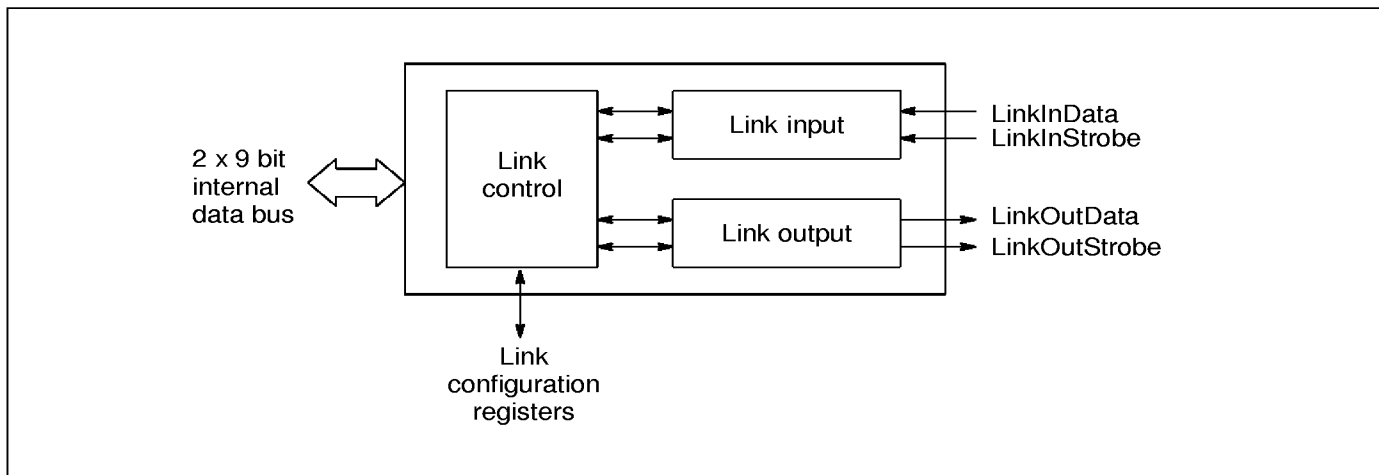 2 x 9 bit
internal
data bus
Link
control
Link input
Link output
LinkInData
LinkInStrobe
LinkOutData
LinkOutStrobe
Link
configuration
registers